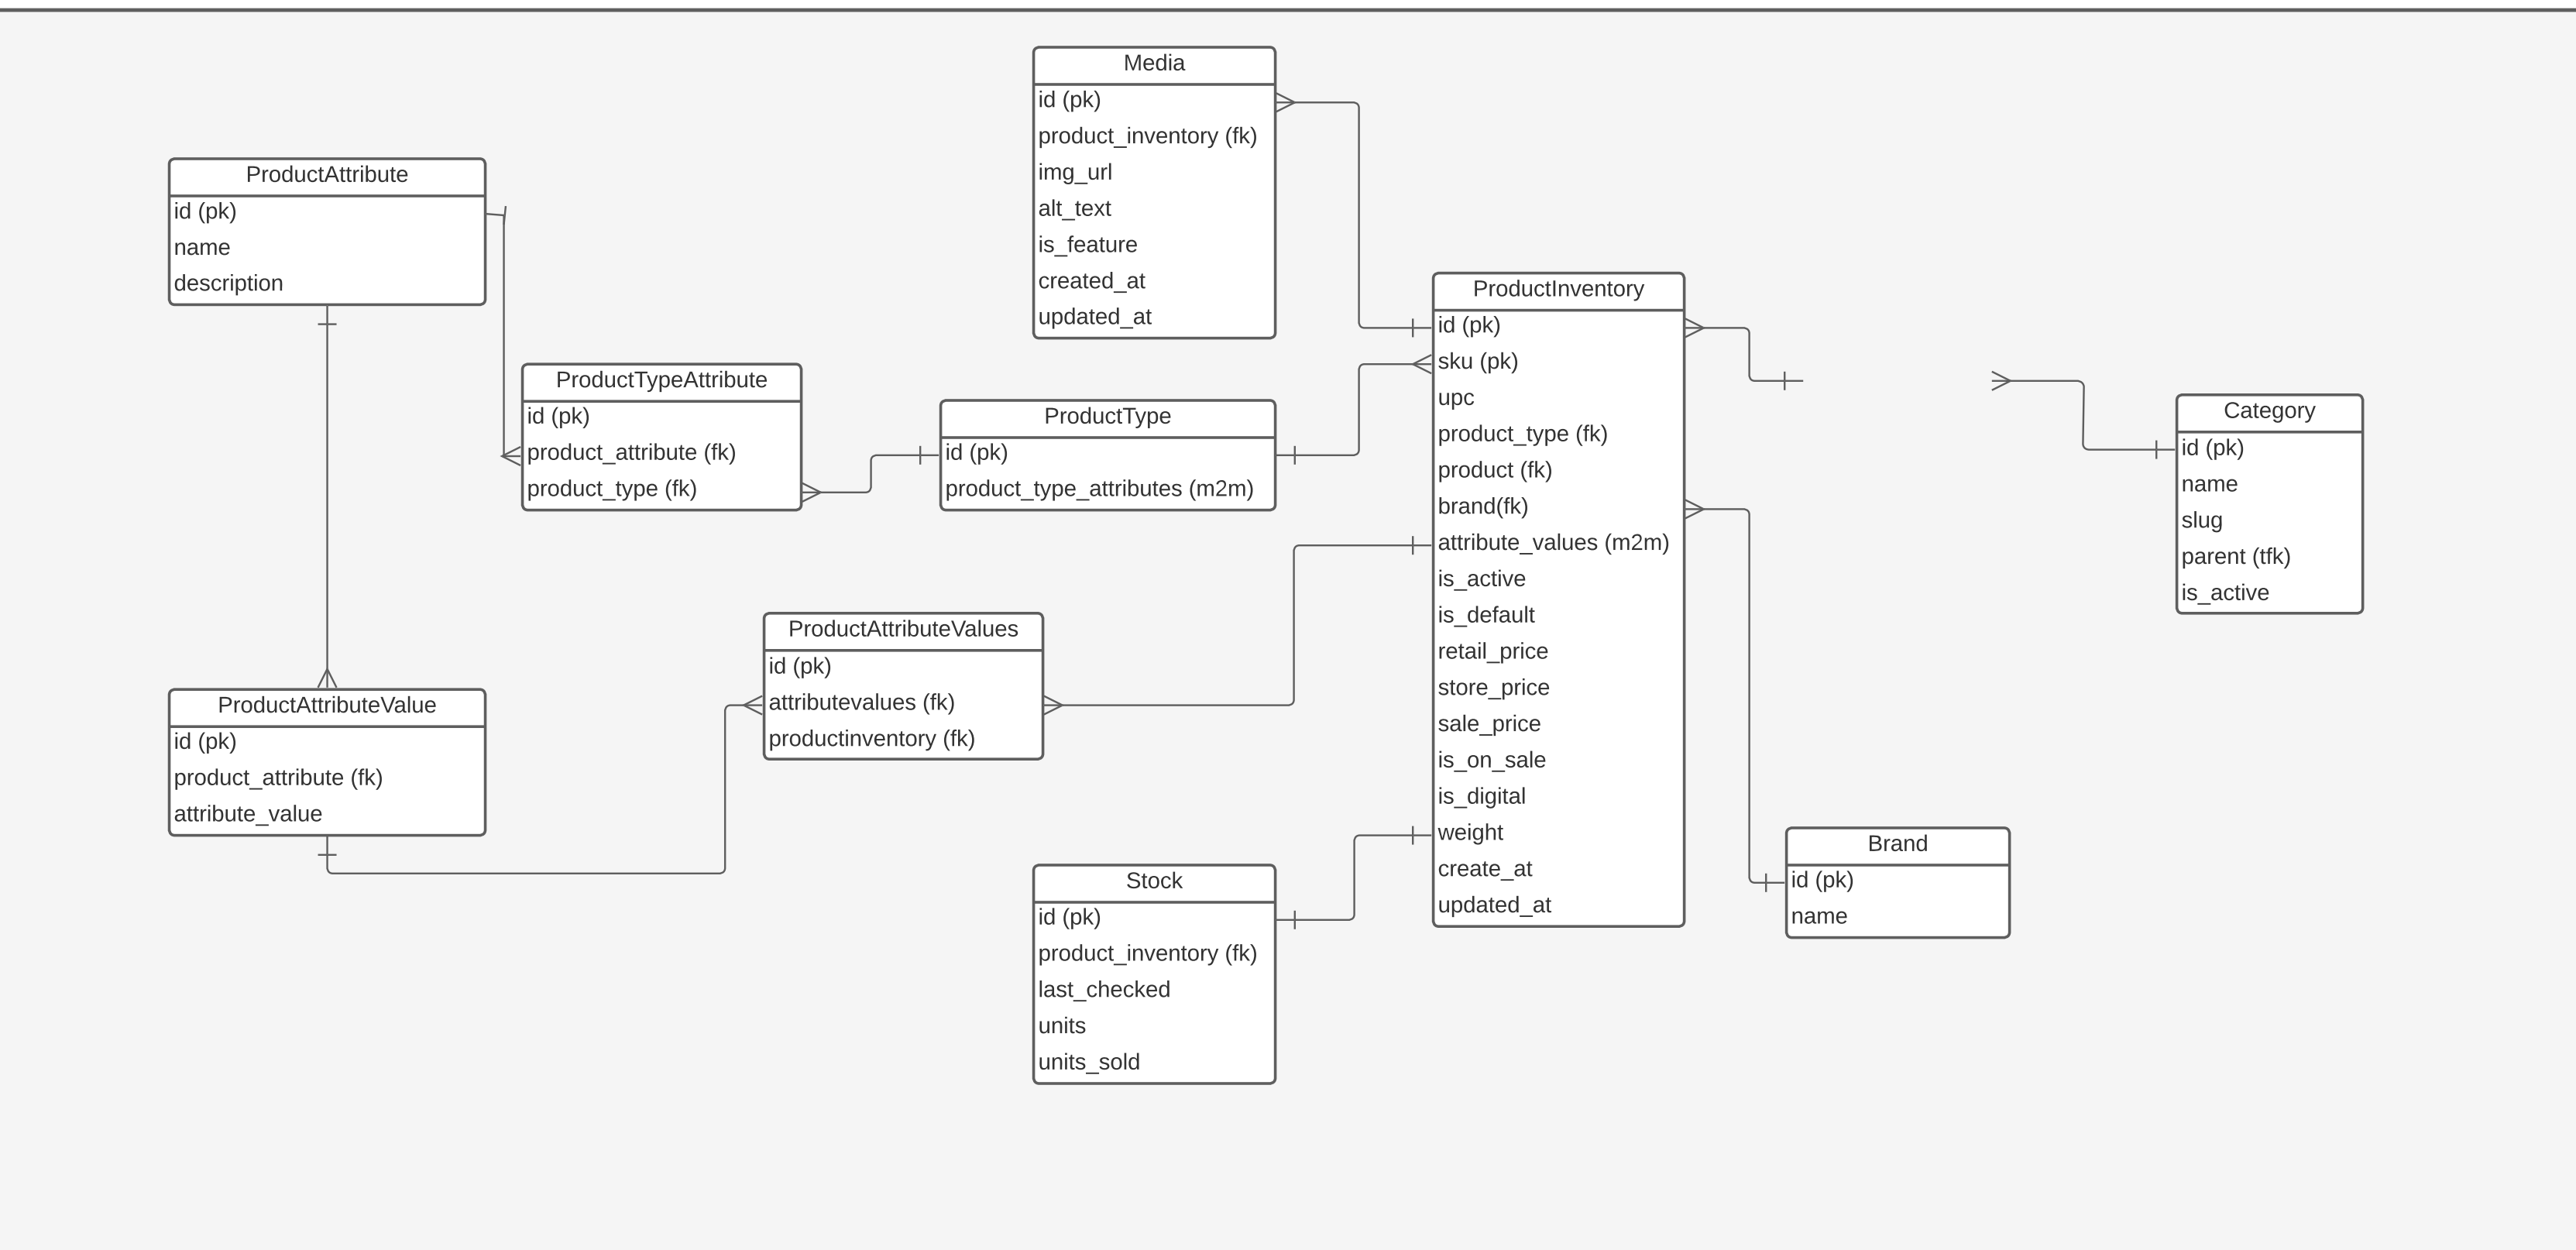 Media
id (pk)
product_inventory (fk)
img_url
alt_text
is_feature
created_at
updated_at
ProductAttribute
id (pk)
name
description
ProductTypeAttribute
id (pk)
product_attribute (fk)
product_type (fk)
ProductType
id (pk)
product_type_attributes (m2m)
ProductInventory
id (pk)
sku (pk)
upc
product_type (fk)
product (fk)
brand(fk)
attribute_values (m2m)
is_active
is_default
retail_price
store_price
sale_price
is_on_sale
is_digital
weight
create_at
updated_at
Category
id (pk)
name
slug
parent (tfk)
is_active
ProductAttributeValues
id (pk)
attributevalues (fk)
productinventory (fk)
ProductAttributeValue
id (pk)
product_attribute (fk)
attribute_value
Stock
id (pk)
product_inventory (fk)
last_checked
units
units_sold
Brand
id (pk)
name